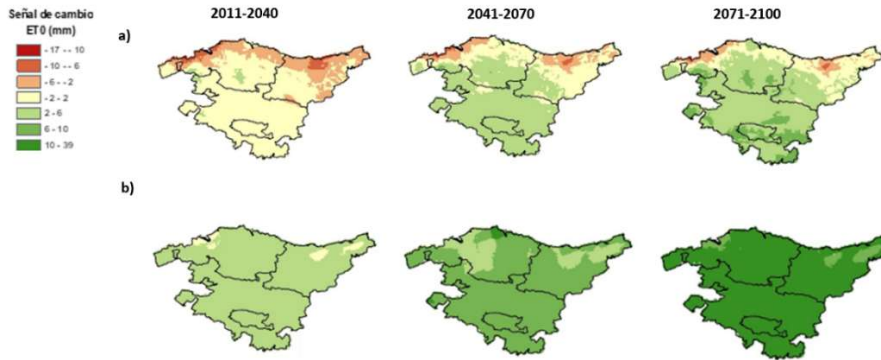 Señal de cambio
ET0 (mm)
2011-2040
2041-2070
2071-2100
a)
- 17 - - 10
- 10 - - 6
- 6 - - 2
- 2 - 2
2 - 6
6 - 10
10 - 39
b)